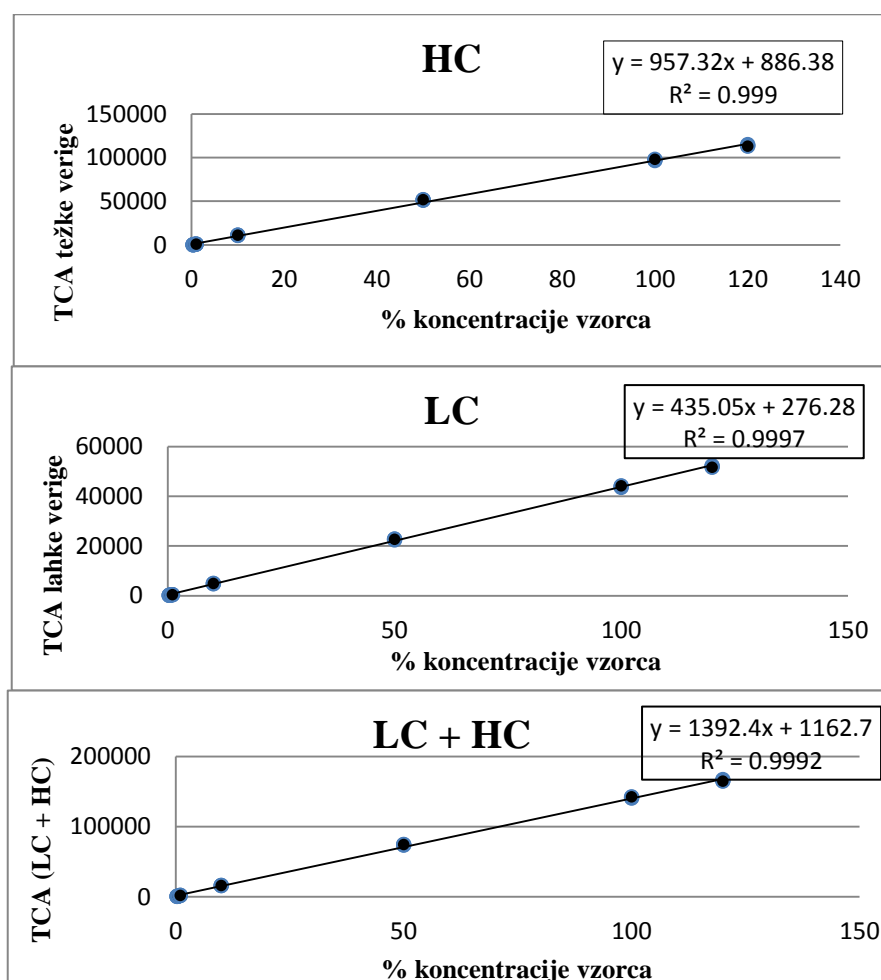 HC
y = 957.32x + 886.38
R² = 0.999
TCA težke verige
150000
100000
50000
0
0 20 40 60 80 100 120 140
% koncentracije vzorca
LC
y = 435.05x + 276.28
R² = 0.9997
TCA lahke verige
60000
40000
20000
0
0 50 100 150
% koncentracije vzorca
LC + HC
y = 1392.4x + 1162.7
R² = 0.9992
TCA (LC + HC)
200000
100000
0
0 50 100 150
% koncentracije vzorca